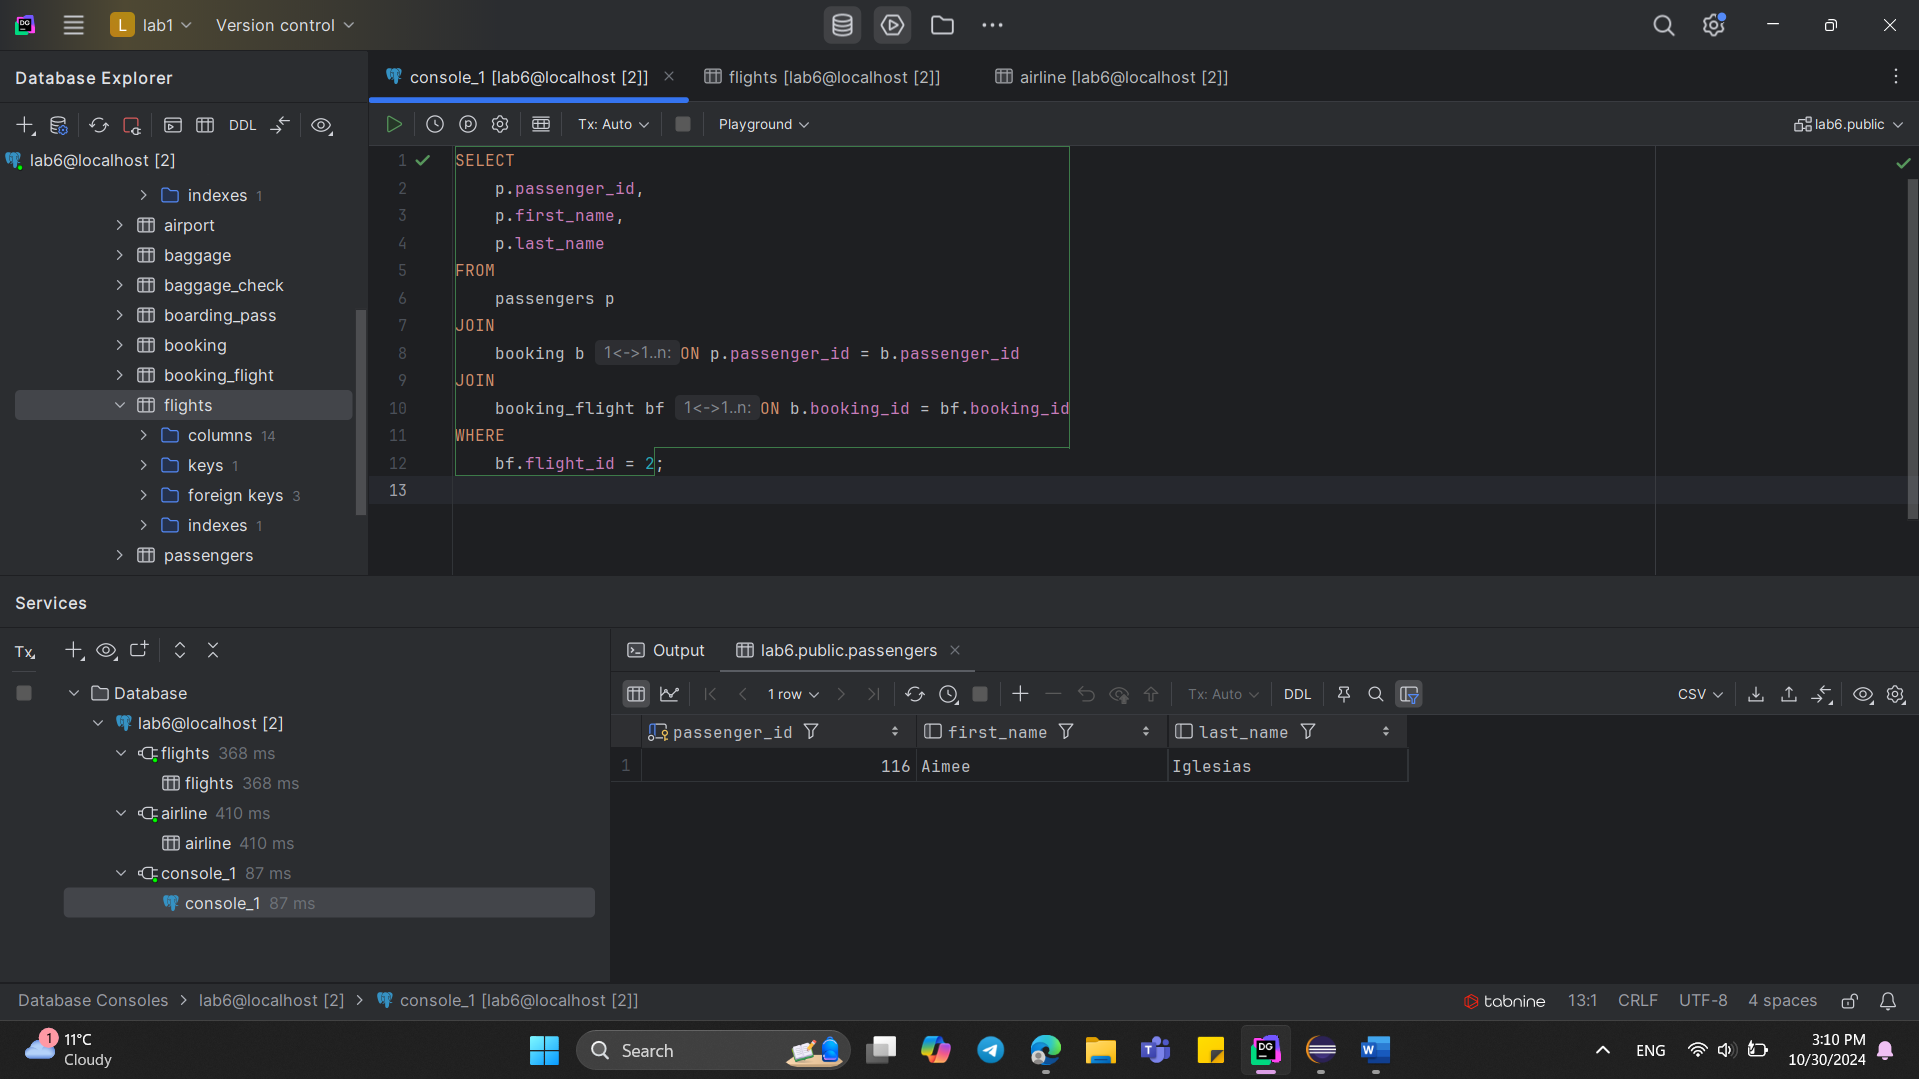 DG
L
lab1
Version control
Database Explorer
console_1 [lab6@localhost [2]]
flights [lab6@localhost [2]]
airline [lab6@localhost [2]]
DDL
Tx: Auto
Playground
lab6.public
lab6@localhost [2]
indexes 1
airport
baggage
baggage_check
boarding_pass
booking
booking_flight
flights
columns 14
keys 1
foreign keys 3
indexes 1
passengers
1 SELECT
2 p.passenger_id,
3 p.first_name,
4 p.last_name
5 FROM
6 passengers p
7 JOIN
8 booking b 1<->1..n: ON p.passenger_id = b.passenger_id
9 JOIN
10 booking_flight bf 1<->1..n: ON b.booking_id = bf.booking_id
11 WHERE
12 bf.flight_id = 2;
13
Services
Tx
Database
lab6@localhost [2]
flights 368 ms
flights 368 ms
airline 410 ms
airline 410 ms
console_1 87 ms
console_1 87 ms
Output
lab6.public.passengers
1 row
Tx: Auto
DDL
CSV
passenger_id
first_name
last_name
1 116 Aimee Iglesias
Database Consoles > lab6@localhost [2] > console_1 [lab6@localhost [2]]
tabnine
13:1
CRLF
UTF-8
4 spaces
1
11°C
Cloudy
Search
DG
ENG
3:10 PM
10/30/2024